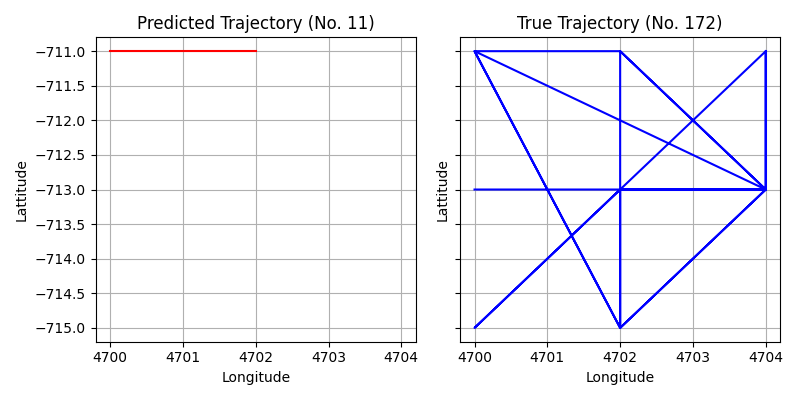 Predicted Trajectory (No. 11)
True Trajectory (No. 172)
−711.0
−711.5
−712.0
−712.5
−713.0
−713.5
−714.0
−714.5
−715.0
Lattitude
Lattitude
4700 4701 4702 4703 4704
4700 4701 4702 4703 4704
Longitude
Longitude